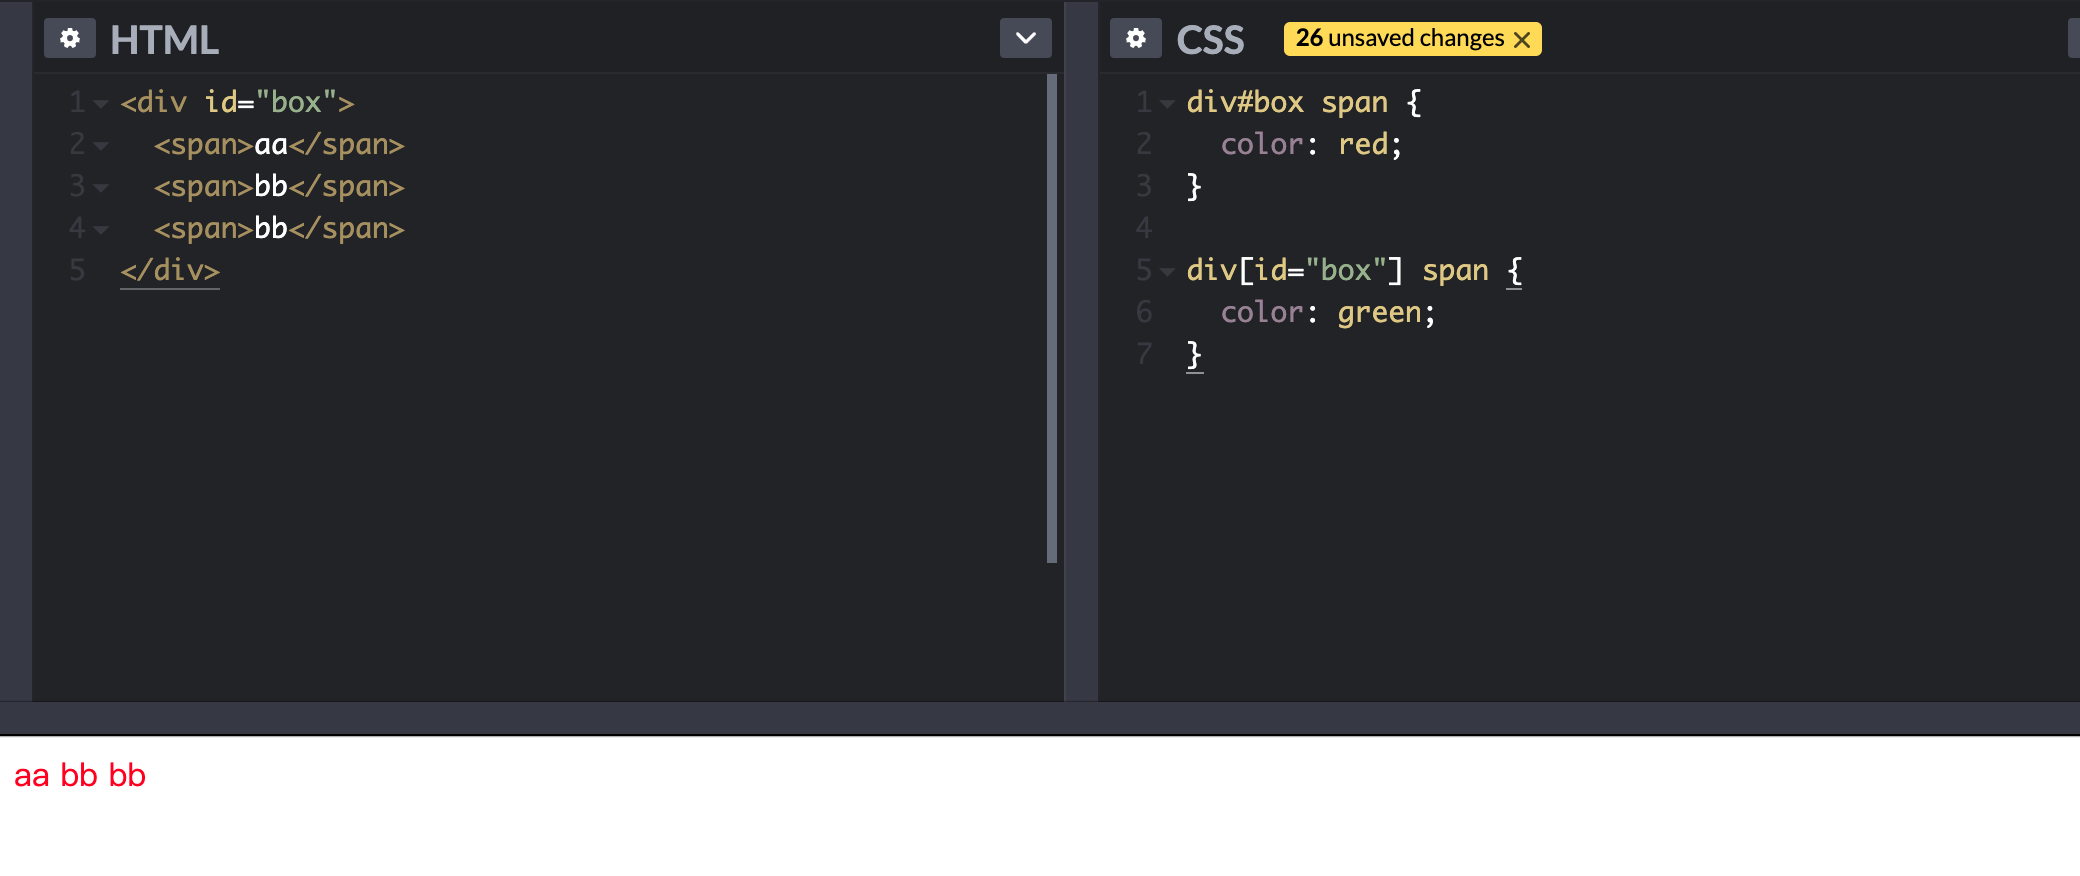 HTML
1 <div id="box">
2 <span>aa</span>
3 <span>bb</span>
4 <span>bb</span>
5 </div>
CSS 26 unsaved changes ×
1 div#box span {
2 color: red;
3 }
4
5 div[id="box"] span {
6 color: green;
7 }
aa bb bb